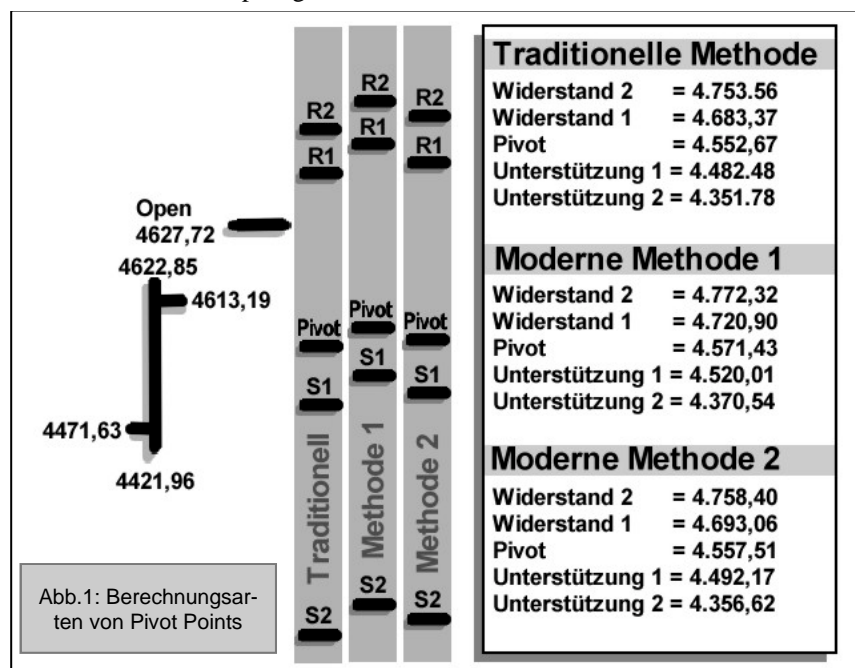 Open
4627,72
4622,85
4613,19
4471,63
4421,96
Abb.1: Berechnungsar-
ten von Pivot Points
R2
R1
Pivot
S1
Traditionell
S2
R2
R1
Pivot
S1
Methode 1
S2
R2
R1
Pivot
S1
Methode 2
S2
Traditionelle Methode
Widerstand 2 = 4.753.56
Widerstand 1 = 4.683,37
Pivot = 4.552,67
Unterstützung 1 = 4.482.48
Unterstützung 2 = 4.351.78
Moderne Methode 1
Widerstand 2 = 4.772,32
Widerstand 1 = 4.720,90
Pivot = 4.571,43
Unterstützung 1 = 4.520,01
Unterstützung 2 = 4.370,54
Moderne Methode 2
Widerstand 2 = 4.758,40
Widerstand 1 = 4.693,06
Pivot = 4.557,51
Unterstützung 1 = 4.492,17
Unterstützung 2 = 4.356,62